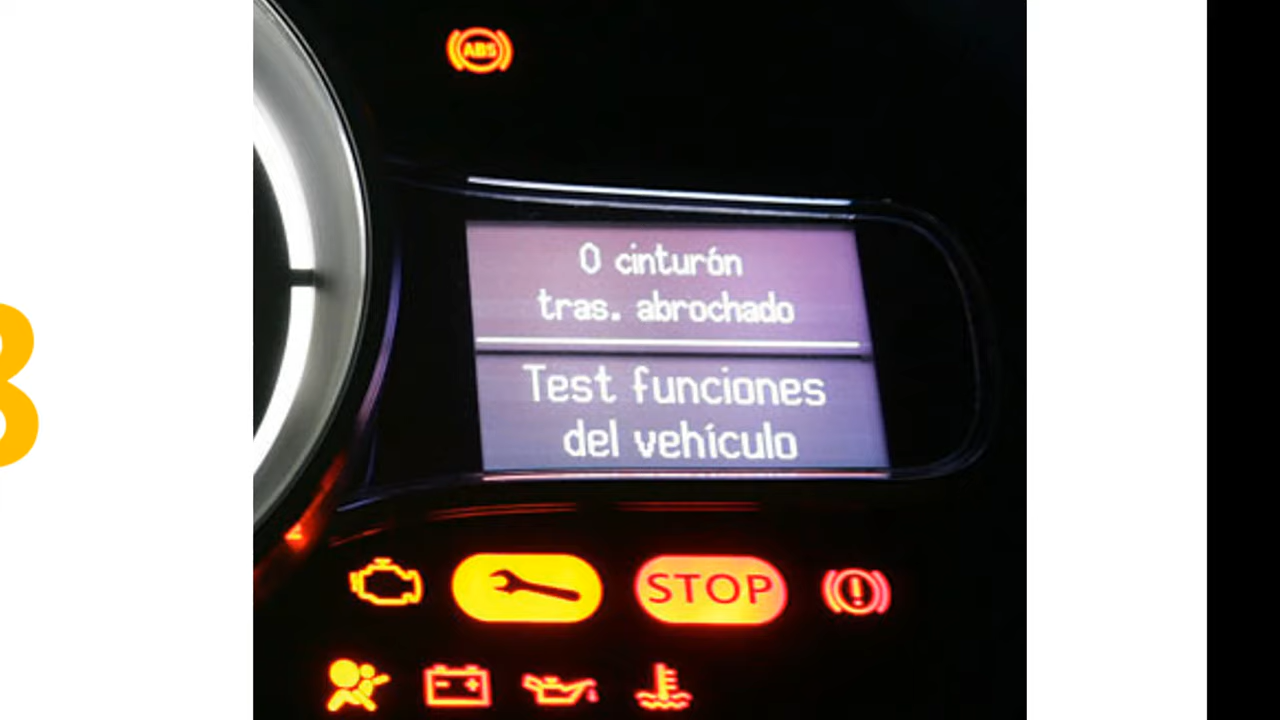 ABS
0 cinturón
tras. abrochado
Test funciones
del vehículo
STOP